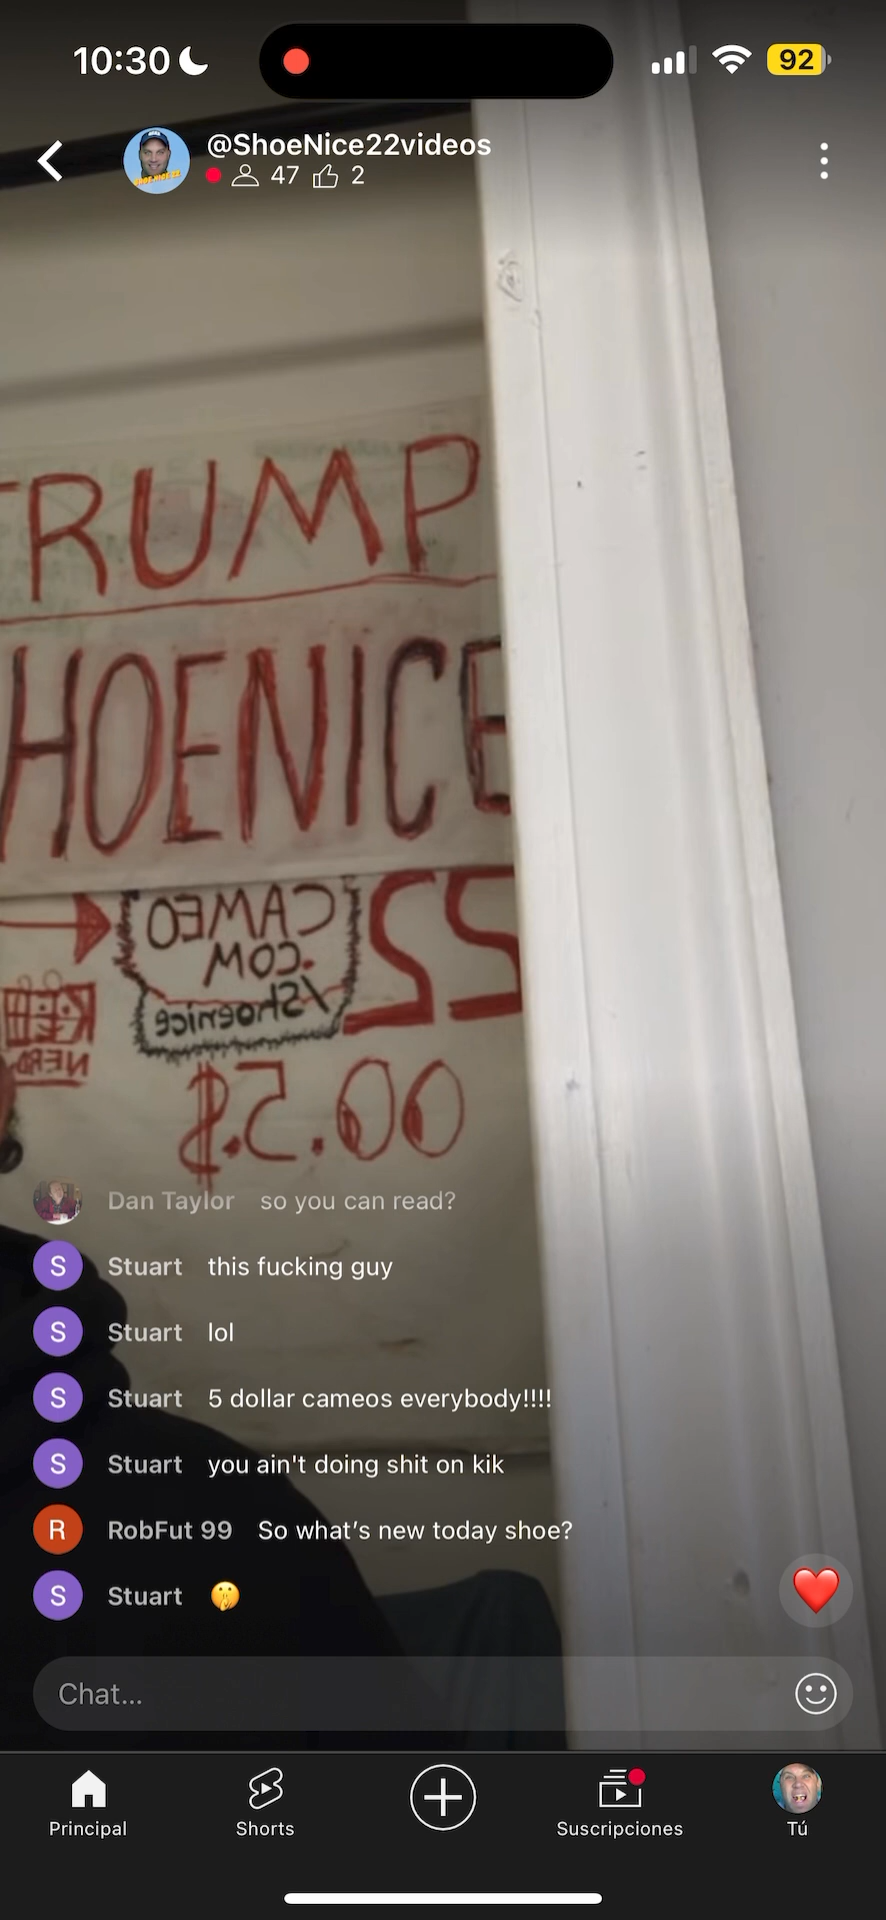 10:30
92
@ShoeNice22videos
47 2
TRUMP
HOENICE
CAMEO
.COM
/Shoenice
22
NERD
$5.00
Dan Taylor so you can read?
Stuart this fucking guy
Stuart lol
Stuart 5 dollar cameos everybody!!!!
Stuart you ain't doing shit on kik
RobFut 99 So what's new today shoe?
Stuart 🤫
Chat...
Principal
Shorts
Suscripciones
Tú